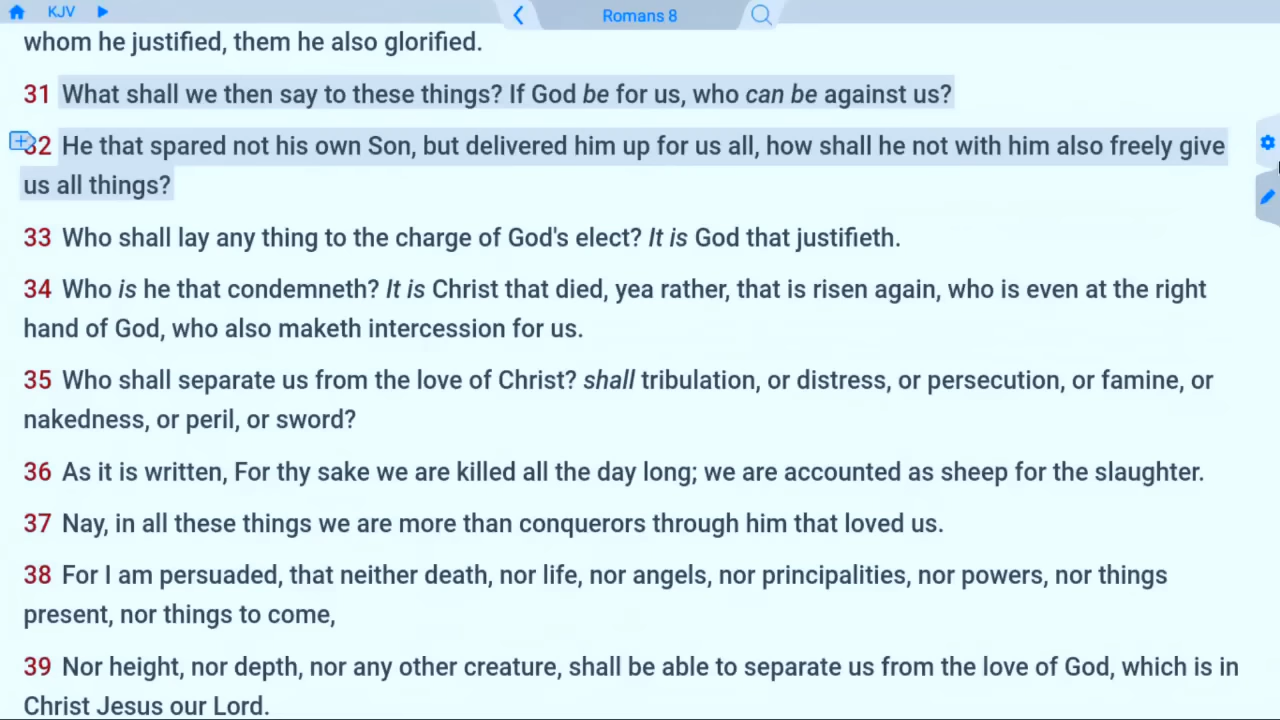 KJV
Romans 8
whom he justified, them he also glorified.
31 What shall we then say to these things? If God be for us, who can be against us?
32 He that spared not his own Son, but delivered him up for us all, how shall he not with him also freely give
us all things?
33 Who shall lay any thing to the charge of God's elect? It is God that justifieth.
34 Who is he that condemneth? It is Christ that died, yea rather, that is risen again, who is even at the right
hand of God, who also maketh intercession for us.
35 Who shall separate us from the love of Christ? shall tribulation, or distress, or persecution, or famine, or
nakedness, or peril, or sword?
36 As it is written, For thy sake we are killed all the day long; we are accounted as sheep for the slaughter.
37 Nay, in all these things we are more than conquerors through him that loved us.
38 For I am persuaded, that neither death, nor life, nor angels, nor principalities, nor powers, nor things
present, nor things to come,
39 Nor height, nor depth, nor any other creature, shall be able to separate us from the love of God, which is in
Christ Jesus our Lord.